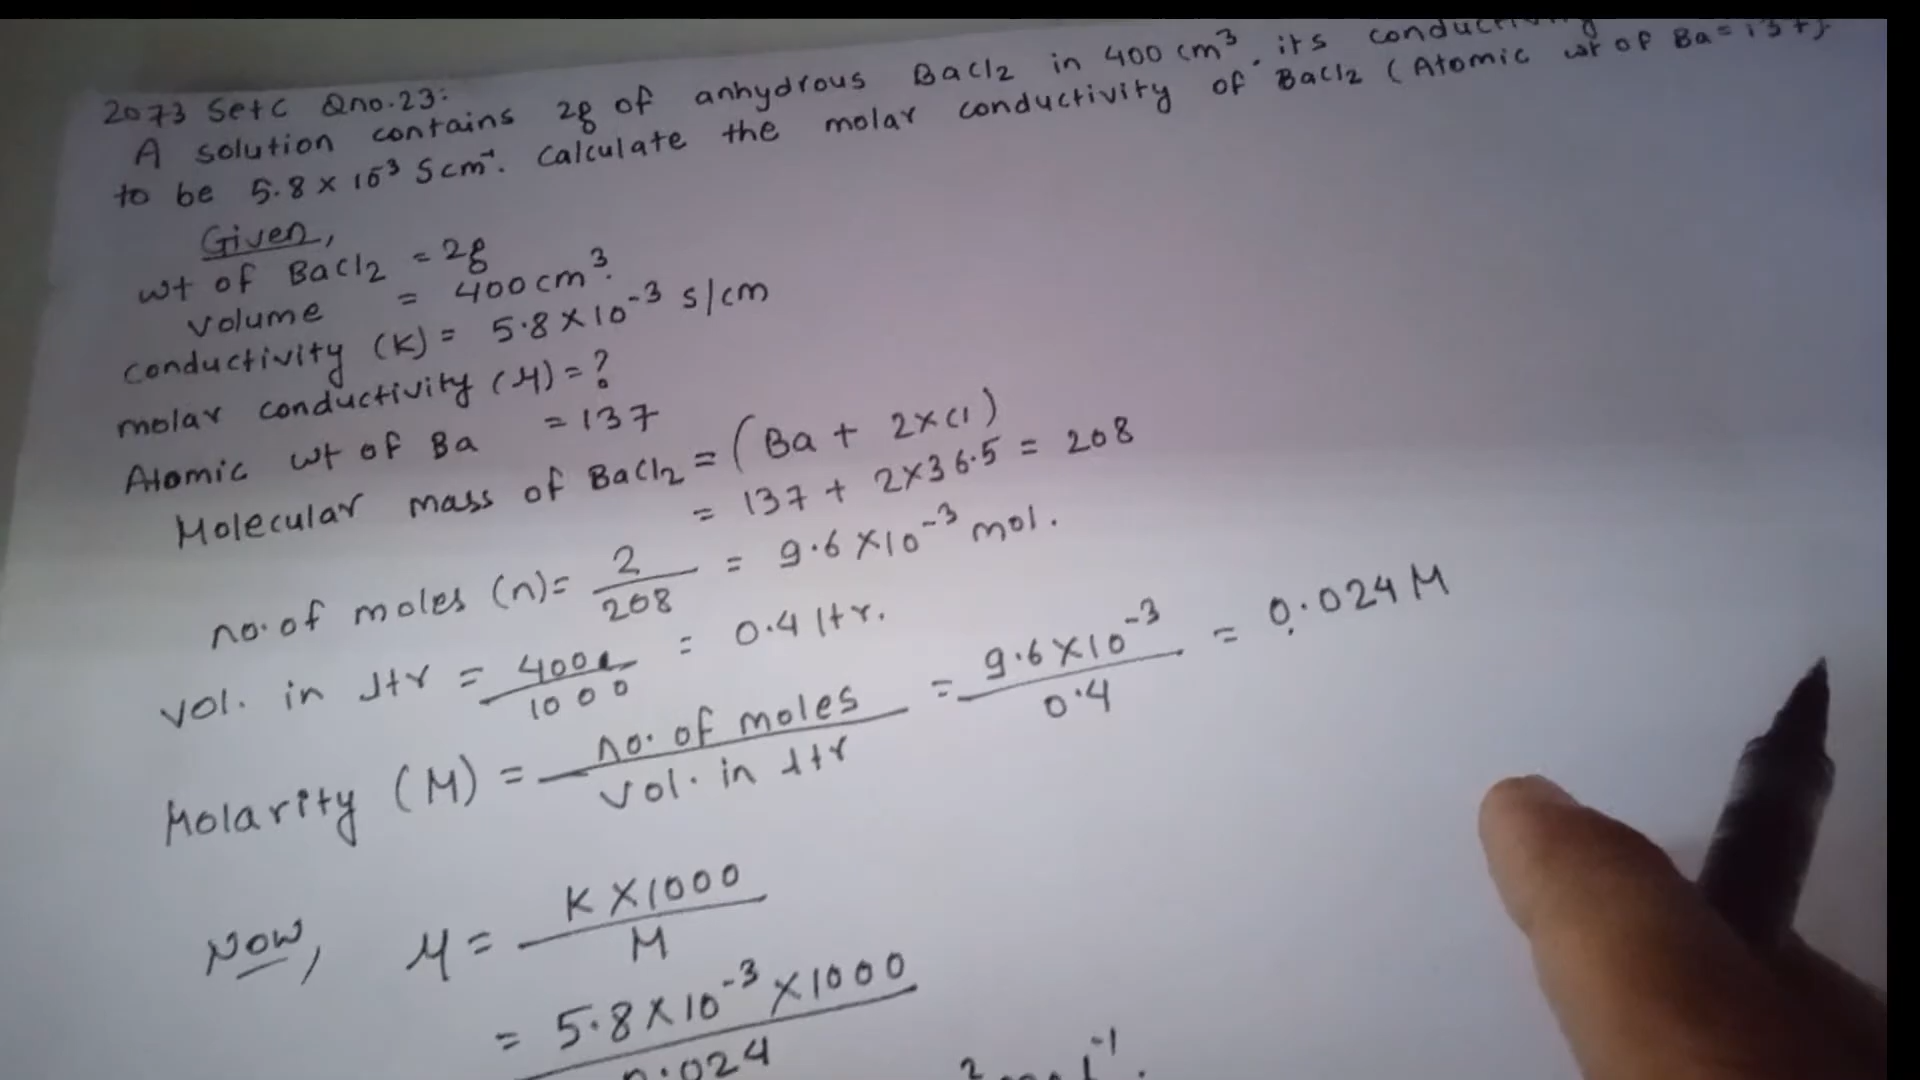 2073 Set C Qno.23:
A solution contains 2g of anhydrous BaCl2 in 400 cm³. its
to be 5.8 × 10⁻³ S cm⁻¹. Calculate the molar conductivity of BaCl2 (Atomic wt of Ba = 137).
Given,
wt of BaCl2 = 2g
volume = 400 cm³.
conductivity (K) = 5.8 × 10⁻³ s/cm
molar conductivity (μ) = ?
Atomic wt of Ba = 137
Molecular mass of BaCl2 = (Ba + 2×Cl)
= 137 + 2×36.5 = 208
no. of moles (n) = 2/208 = 9.6 × 10⁻³ mol.
vol. in ltr = 400/1000 = 0.4 ltr.
Molarity (M) = no. of moles/vol. in ltr = 9.6×10⁻³/0.4 = 0.024 M
Now, μ = K×1000/M
= 5.8×10⁻³×1000/0.024